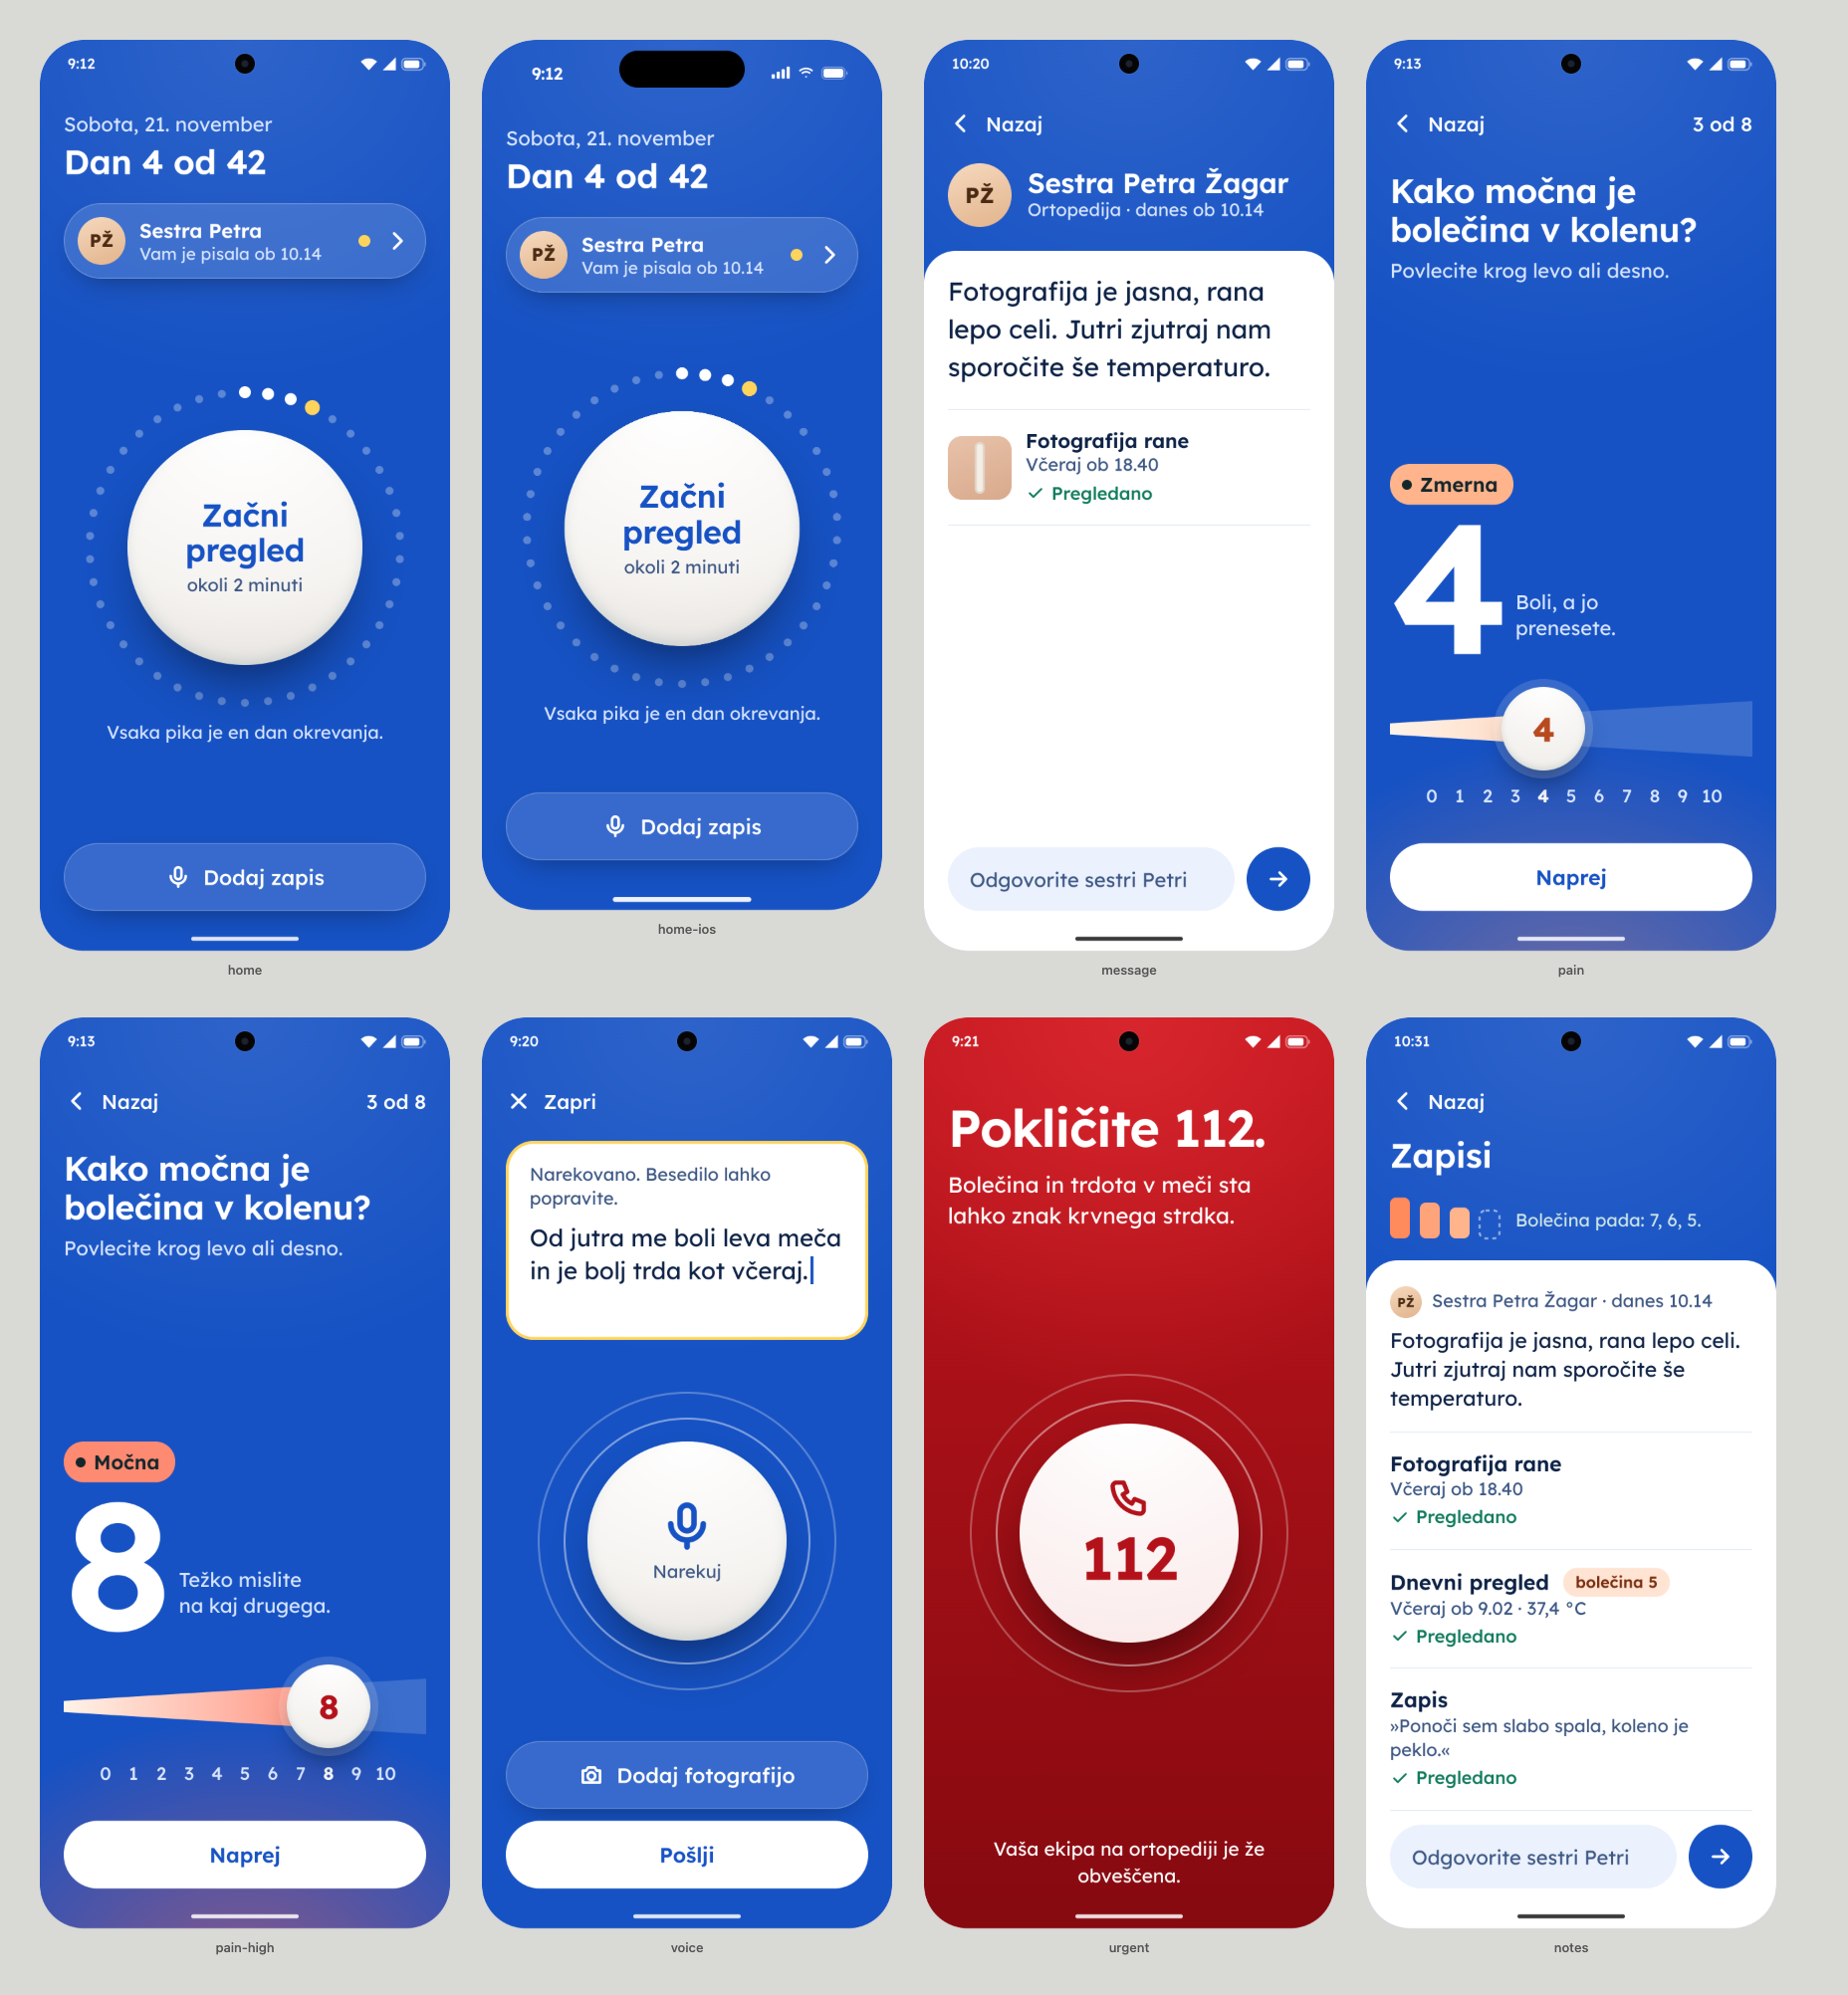 9:12
Sobota, 21. november
Dan 4 od 42
PŽ
Sestra Petra
Vam je pisala ob 10.14
Začni
pregled
okoli 2 minuti
Vsaka pika je en dan okrevanja.
Dodaj zapis
home
9:12
Sobota, 21. november
Dan 4 od 42
PŽ
Sestra Petra
Vam je pisala ob 10.14
Začni
pregled
okoli 2 minuti
Vsaka pika je en dan okrevanja.
Dodaj zapis
home-ios
10:20
Nazaj
PŽ
Sestra Petra Žagar
Ortopedija · danes ob 10.14
Fotografija je jasna, rana
lepo celi. Jutri zjutraj nam
sporočite še temperaturo.
Fotografija rane
Včeraj ob 18.40
Pregledano
Odgovorite sestri Petri
message
9:13
Nazaj
3 od 8
Kako močna je
bolečina v kolenu?
Povlecite krog levo ali desno.
Zmerna
4
Boli, a jo
prenesete.
4
0 1 2 3 4 5 6 7 8 9 10
Naprej
pain
9:13
Nazaj
3 od 8
Kako močna je
bolečina v kolenu?
Povlecite krog levo ali desno.
Močna
8
Težko mislite
na kaj drugega.
8
0 1 2 3 4 5 6 7 8 9 10
Naprej
pain-high
9:20
Zapri
Narekovano. Besedilo lahko
popravite.
Od jutra me boli leva meča
in je bolj trda kot včeraj.
Narekuj
Dodaj fotografijo
Pošlji
voice
9:21
Pokličite 112.
Bolečina in trdota v meči sta
lahko znak krvnega strdka.
112
Vaša ekipa na ortopediji je že
obveščena.
urgent
10:31
Nazaj
Zapisi
Bolečina pada: 7, 6, 5.
PŽ
Sestra Petra Žagar · danes 10.14
Fotografija je jasna, rana lepo celi.
Jutri zjutraj nam sporočite še
temperaturo.
Fotografija rane
Včeraj ob 18.40
Pregledano
Dnevni pregled
bolečina 5
Včeraj ob 9.02 · 37,4 °C
Pregledano
Zapis
»Ponoči sem slabo spala, koleno je
peklo.«
Pregledano
Odgovorite sestri Petri
notes